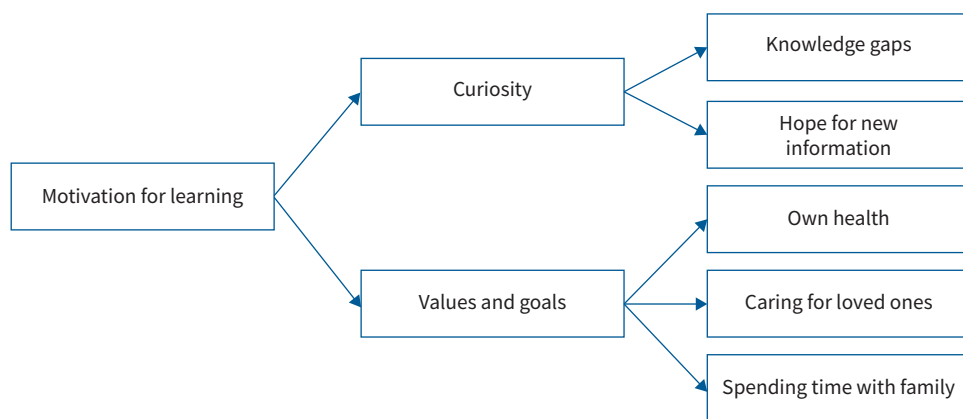 Motivation for learning
Curiosity
Knowledge gaps
Hope for new
information
Values and goals
Own health
Caring for loved ones
Spending time with family